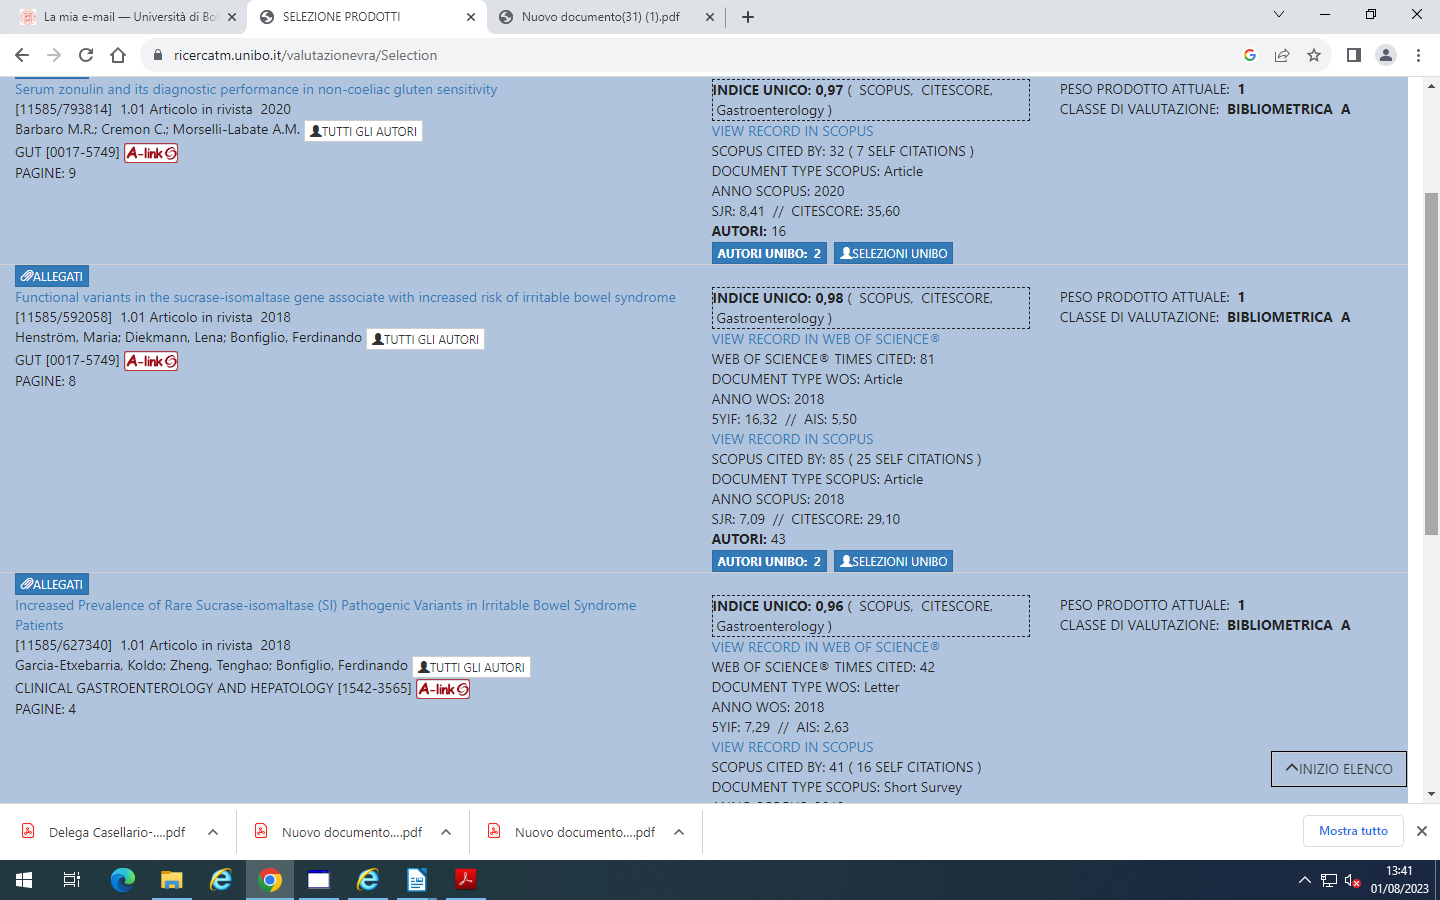 La mia e-mail — Università di Bol
SELEZIONE PRODOTTI
Nuovo documento(31) (1).pdf
ricercatm.unibo.it/valutazionevra/Selection
Serum zonulin and its diagnostic performance in non-coeliac gluten sensitivity
[11585/793814] 1.01 Articolo in rivista 2020
Barbaro M.R.; Cremon C.; Morselli-Labate A.M. TUTTI GLI AUTORI
GUT [0017-5749] A-link
PAGINE: 9
INDICE UNICO: 0,97 ( SCOPUS, CITESCORE,
Gastroenterology )
VIEW RECORD IN SCOPUS
SCOPUS CITED BY: 32 ( 7 SELF CITATIONS )
DOCUMENT TYPE SCOPUS: Article
ANNO SCOPUS: 2020
SJR: 8,41 // CITESCORE: 35,60
AUTORI: 16
AUTORI UNIBO: 2 SELEZIONI UNIBO
PESO PRODOTTO ATTUALE: 1
CLASSE DI VALUTAZIONE: BIBLIOMETRICA A
ALLEGATI
Functional variants in the sucrase-isomaltase gene associate with increased risk of irritable bowel syndrome
[11585/592058] 1.01 Articolo in rivista 2018
Henström, Maria; Diekmann, Lena; Bonfiglio, Ferdinando TUTTI GLI AUTORI
GUT [0017-5749] A-link
PAGINE: 8
INDICE UNICO: 0,98 ( SCOPUS, CITESCORE,
Gastroenterology )
VIEW RECORD IN WEB OF SCIENCE®
WEB OF SCIENCE® TIMES CITED: 81
DOCUMENT TYPE WOS: Article
ANNO WOS: 2018
5YIF: 16,32 // AIS: 5,50
VIEW RECORD IN SCOPUS
SCOPUS CITED BY: 85 ( 25 SELF CITATIONS )
DOCUMENT TYPE SCOPUS: Article
ANNO SCOPUS: 2018
SJR: 7,09 // CITESCORE: 29,10
AUTORI: 43
AUTORI UNIBO: 2 SELEZIONI UNIBO
PESO PRODOTTO ATTUALE: 1
CLASSE DI VALUTAZIONE: BIBLIOMETRICA A
ALLEGATI
Increased Prevalence of Rare Sucrase-isomaltase (SI) Pathogenic Variants in Irritable Bowel Syndrome
Patients
[11585/627340] 1.01 Articolo in rivista 2018
Garcia-Etxebarria, Koldo; Zheng, Tenghao; Bonfiglio, Ferdinando TUTTI GLI AUTORI
CLINICAL GASTROENTEROLOGY AND HEPATOLOGY [1542-3565] A-link
PAGINE: 4
INDICE UNICO: 0,96 ( SCOPUS, CITESCORE,
Gastroenterology )
VIEW RECORD IN WEB OF SCIENCE®
WEB OF SCIENCE® TIMES CITED: 42
DOCUMENT TYPE WOS: Letter
ANNO WOS: 2018
5YIF: 7,29 // AIS: 2,63
VIEW RECORD IN SCOPUS
SCOPUS CITED BY: 41 ( 16 SELF CITATIONS )
DOCUMENT TYPE SCOPUS: Short Survey
PESO PRODOTTO ATTUALE: 1
CLASSE DI VALUTAZIONE: BIBLIOMETRICA A
INIZIO ELENCO
Delega Casellario-....pdf
Nuovo documento....pdf
Nuovo documento....pdf
Mostra tutto
13:41
01/08/2023